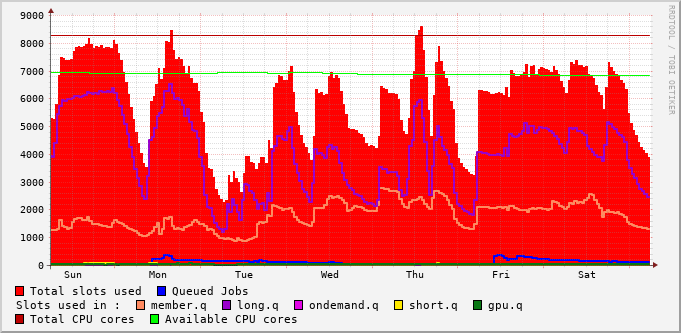 9000
8000
7000
6000
5000
4000
3000
2000
1000
0
Sun Mon Tue Wed Thu Fri Sat
RRDTOOL / TOBI OETIKER
Total slots used Queued Jobs
Slots used in : member.q long.q ondemand.q short.q gpu.q
Total CPU cores Available CPU cores